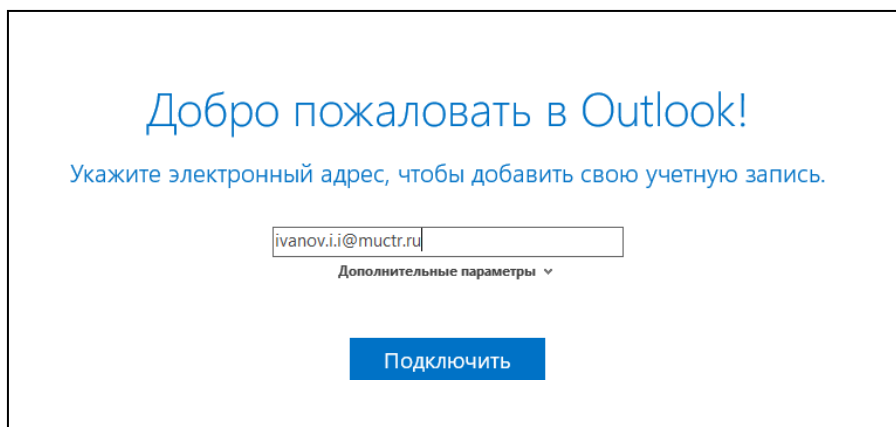 Добро пожаловать в Outlook!
Укажите электронный адрес, чтобы добавить свою учетную запись.
ivanov.i.i@muctr.ru
Дополнительные параметры
Подключить